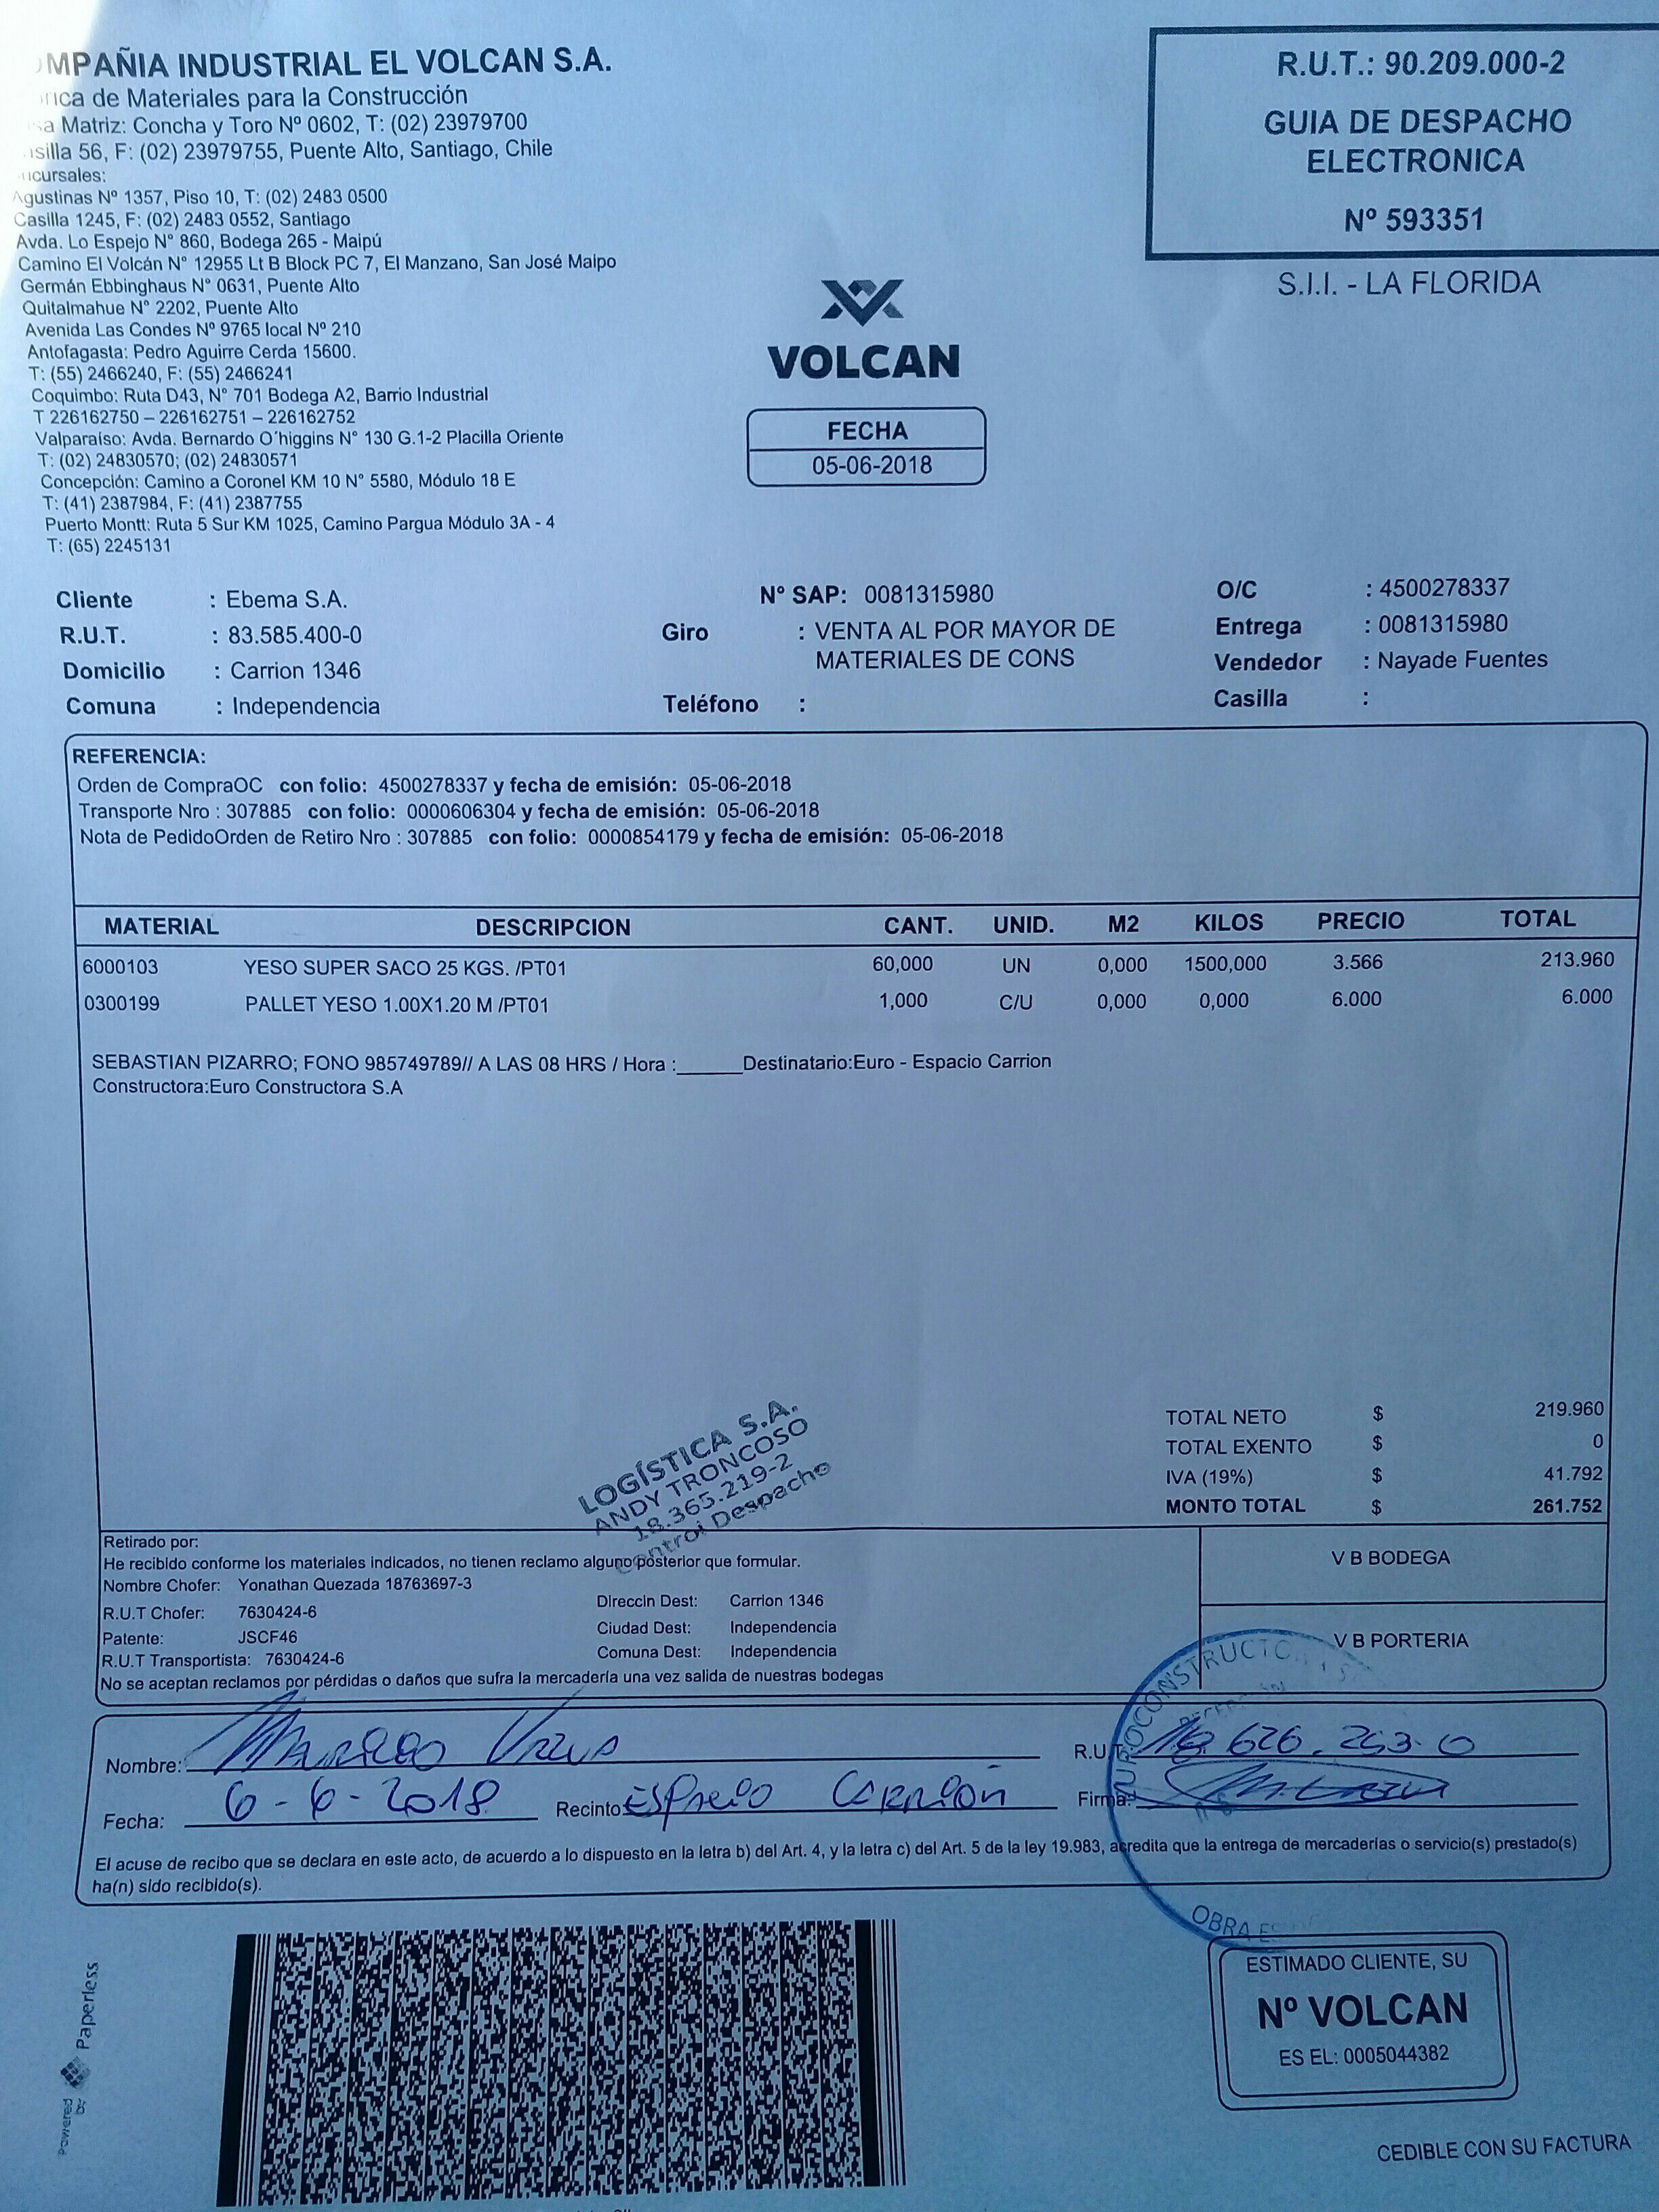 MPAÑIA INDUSTRIAL EL VOLCAN S.A.
de Materiales para la Construcción
Matriz: Concha y Toro Nº 0602, T: (02) 23979700
silla 56, F: (02) 23979755, Puente Alto, Santiago, Chile
ucursales:
Agustinas Nº 1357, Piso 10, T: (02) 2483 0500
Casilla 1245, F: (02) 2483 0552, Santiago
Avda. Lo Espejo N° 860, Bodega 265 - Maipú
Camino El Volcán N° 12955 Lt B Block PC 7, El Manzano, San José Maipo
Germán Ebbinghaus N° 0631, Puente Alto
Quitalmahue N° 2202, Puente Alto
Avenida Las Condes Nº 9765 local Nº 210
Antofagasta: Pedro Aguirre Cerda 15600.
T: (55) 2466240, F: (55) 2466241
Coquimbo: Ruta D43, N° 701 Bodega A2, Barrio Industrial
T 226162750 – 226162751 – 226162752
Valparaíso: Avda. Bernardo O´higgins N° 130 G.1-2 Placilla Oriente
T: (02) 24830570; (02) 24830571
Concepción: Camino a Coronel KM 10 N° 5580, Módulo 18 E
T: (41) 2387984, F: (41) 2387755
Puerto Montt: Ruta 5 Sur KM 1025, Camino Pargua Módulo 3A - 4
T: (65) 2245131
R.U.T.: 90.209.000-2
GUIA DE DESPACHO
ELECTRONICA
Nº 593351
S.I.I. - LA FLORIDA
VOLCAN
FECHA
05-06-2018
Cliente : Ebema S.A.
R.U.T. : 83.585.400-0
Domicilio : Carrion 1346
Comuna : Independencia
N° SAP: 0081315980
Giro : VENTA AL POR MAYOR DE
MATERIALES DE CONS
Teléfono :
O/C : 4500278337
Entrega : 0081315980
Vendedor : Nayade Fuentes
Casilla :
REFERENCIA:
Orden de CompraOC con folio: 4500278337 y fecha de emisión: 05-06-2018
Transporte Nro : 307885 con folio: 0000606304 y fecha de emisión: 05-06-2018
Nota de PedidoOrden de Retiro Nro : 307885 con folio: 0000854179 y fecha de emisión: 05-06-2018
MATERIAL DESCRIPCION CANT. UNID. M2 KILOS PRECIO TOTAL
6000103 YESO SUPER SACO 25 KGS. /PT01 60,000 UN 0,000 1500,000 3.566 213.960
0300199 PALLET YESO 1.00X1.20 M /PT01 1,000 C/U 0,000 0,000 6.000 6.000
SEBASTIAN PIZARRO; FONO 985749789// A LAS 08 HRS / Hora :______Destinatario:Euro - Espacio Carrion
Constructora:Euro Constructora S.A
TOTAL NETO $ 219.960
TOTAL EXENTO $ 0
IVA (19%) $ 41.792
MONTO TOTAL $ 261.752
LOGÍSTICA S.A.
ANDY TRONCOSO
18.365.219-2
Control Despacho
Retirado por:
He recibido conforme los materiales indicados, no tienen reclamo alguno posterior que formular.
Nombre Chofer: Yonathan Quezada 18763697-3
R.U.T Chofer: 7630424-6
Patente: JSCF46
R.U.T Transportista: 7630424-6
Direccin Dest: Carrion 1346
Ciudad Dest: Independencia
Comuna Dest: Independencia
No se aceptan reclamos por pérdidas o daños que sufra la mercadería una vez salida de nuestras bodegas
V B BODEGA
V B PORTERIA
Nombre:
R.U.T.: 626.253-0
Fecha: 6-6-2018 Recinto: ESPACIO CARRION Firma:
El acuse de recibo que se declara en este acto, de acuerdo a lo dispuesto en la letra b) del Art. 4, y la letra c) del Art. 5 de la ley 19.983, acredita que la entrega de mercaderías o servicio(s) prestado(s)
ha(n) sido recibido(s).
OBRA
ESTIMADO CLIENTE, SU
Nº VOLCAN
ES EL: 0005044382
Powered by Paperless
CEDIBLE CON SU FACTURA